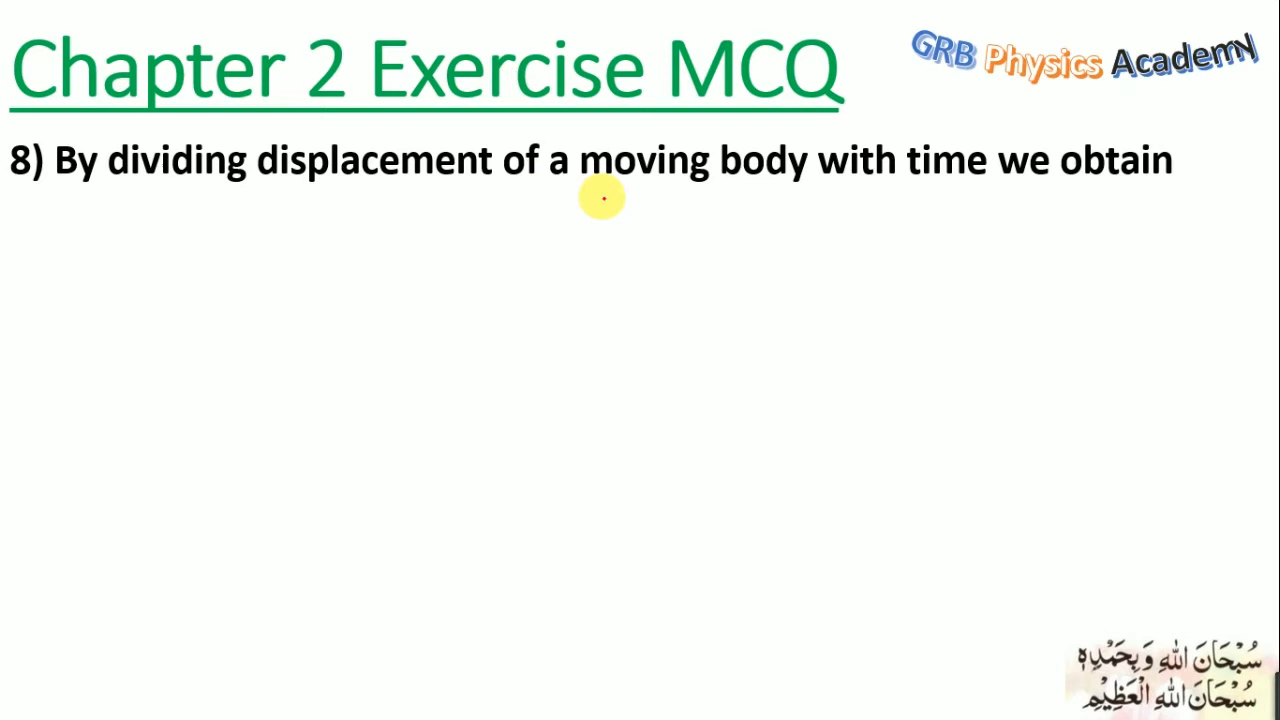 Chapter 2 Exercise MCQ
GRB Physics Academy
8) By dividing displacement of a moving body with time we obtain
سُبْحَانَ اللهِ وَبِحَمْدِهٖ
سُبْحَانَ اللهِ الْعَظِيْمِ